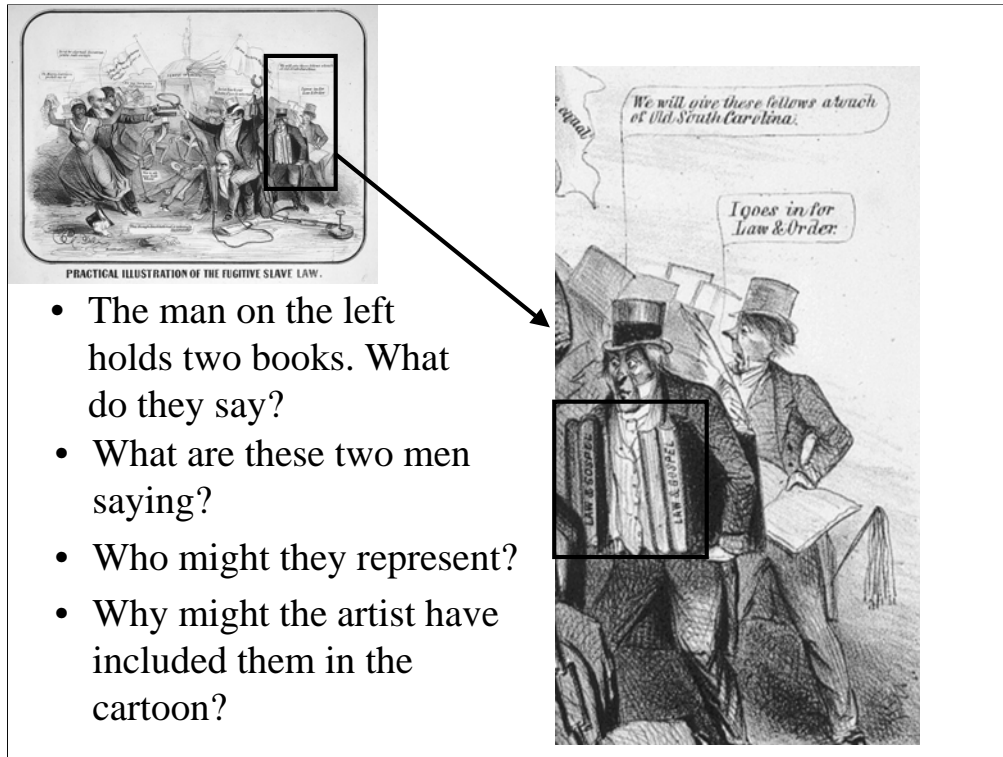 PRACTICAL ILLUSTRATION OF THE FUGITIVE SLAVE LAW.
• The man on the left
holds two books. What
do they say?
• What are these two men
saying?
• Who might they represent?
• Why might the artist have
included them in the
cartoon?
equal
We will give these fellows a touch
of Old South Carolina.
I goes in for
Law & Order.
LAW & GOSPEL
LAW & GOSPEL